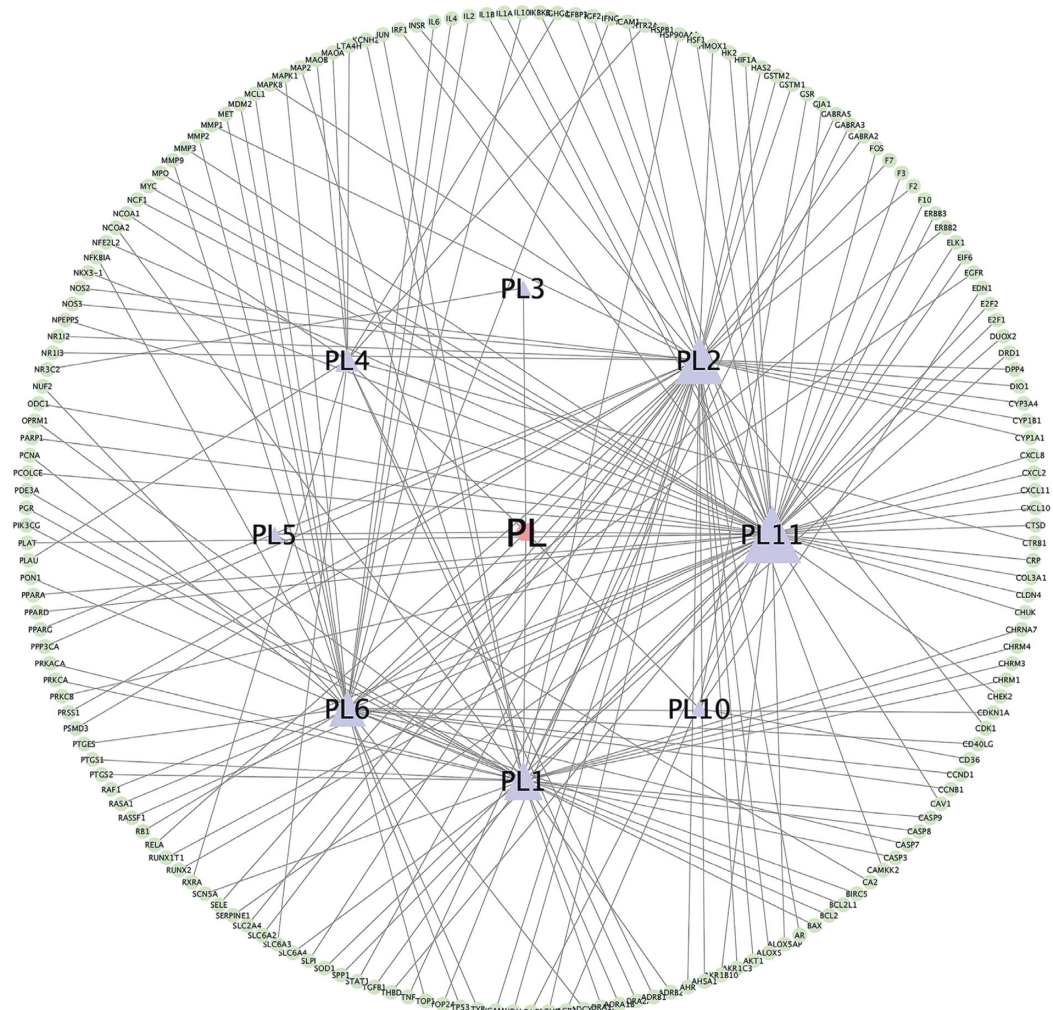 PL
PL1
PL2
PL3
PL4
PL5
PL6
PL10
PL11
IL10
IL1A
IL1B
IL2
IL4
IL6
INSR
IRF1
JUN
KCNH2
LTA4H
MAOA
MAOB
MAP2
MAPK1
MAPK8
MCL1
MDM2
MET
MMP1
MMP2
MMP3
MMP9
MPO
MYC
NCF1
NCOA1
NCOA2
NFE2L2
NFKBIA
NKX3-1
NOS2
NOS3
NPEPPS
NR1I2
NR1I3
NR3C2
NUF2
ODC1
OPRM1
PARP1
PCNA
PCOLCE
PDE3A
PGR
PIK3CG
PLAT
PLAU
PON1
PPARA
PPARD
PPARG
PPP3CA
PRKACA
PRKCA
PRKCB
PRSS1
PSMD3
PTGES
PTGS1
PTGS2
RAF1
RASA1
RASSF1
RB1
RELA
RUNX1T1
RUNX2
RXRA
SCN5A
SELE
SERPINE1
SLC2A4
SLC6A2
SLC6A3
SLC6A4
SLPI
SOD1
SPP1
STAT1
TGFB1
THBD
TNF
TOP1
TOP2A
TP53
ADRA1B
ADRB1
ADRB2
AHR
AHSA1
AKR1B10
AKR1C3
AKT1
ALOX5
ALOX5AP
AR
BAX
BCL2
BCL2L1
BIRC5
CA2
CAMKK2
CASP3
CASP7
CASP8
CASP9
CAV1
CCNB1
CCND1
CD36
CD40LG
CDK1
CDKN1A
CHEK2
CHRM1
CHRM3
CHRM4
CHRNA7
CHUK
CLDN4
COL3A1
CRP
CTRB1
CTSD
CXCL10
CXCL11
CXCL2
CXCL8
CYP1A1
CYP1B1
CYP3A4
DIO1
DPP4
DRD1
DUOX2
E2F1
E2F2
EDN1
EGFR
EIF6
ELK1
ERBB2
ERBB3
F10
F2
F3
F7
FOS
GABRA2
GABRA3
GABRA5
GJA1
GSR
GSTM1
GSTM2
HAS2
HIF1A
HK2
HMOX1
HSF1
HSPB1
ICAM1
IFNG
IGF2